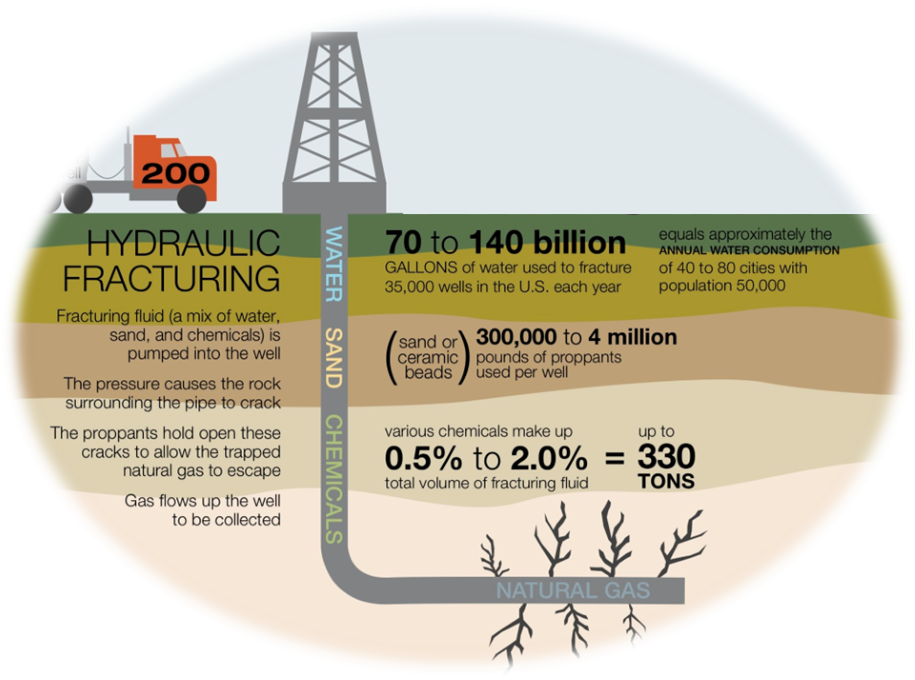 200
HYDRAULIC
FRACTURING
Fracturing fluid (a mix of water,
sand, and chemicals) is
pumped into the well
The pressure causes the rock
surrounding the pipe to crack
The proppants hold open these
cracks to allow the trapped
natural gas to escape
Gas flows up the well
to be collected
WATER
SAND
CHEMICALS
70 to 140 billion
GALLONS of water used to fracture
35,000 wells in the U.S. each year
equals approximately the
ANNUAL WATER CONSUMPTION
of 40 to 80 cities with
population 50,000
(sand or
ceramic
beads)
300,000 to 4 million
pounds of proppants
used per well
various chemicals make up
0.5% to 2.0%
total volume of fracturing fluid
=
up to
330
TONS
NATURAL GAS